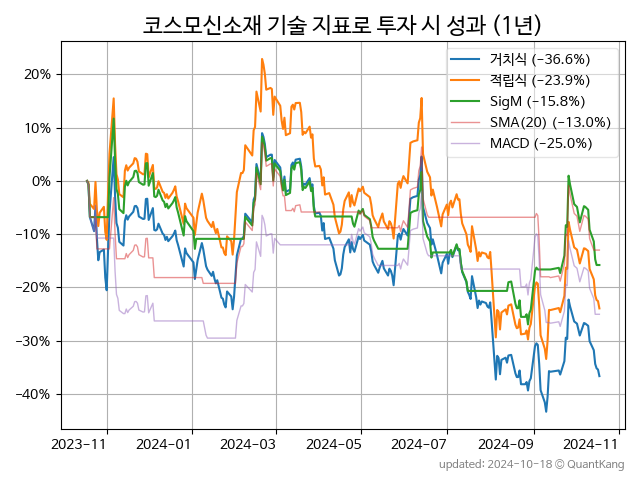 코스모신소재 기술 지표로 투자 시 성과 (1년)
거치식 (−36.6%)
적립식 (−23.9%)
SigM (−15.8%)
SMA(20) (−13.0%)
MACD (−25.0%)
20%
10%
0%
−10%
−20%
−30%
−40%
2023-11
2024-01
2024-03
2024-05
2024-07
2024-09
2024-11
updated: 2024-10-18 © QuantKang